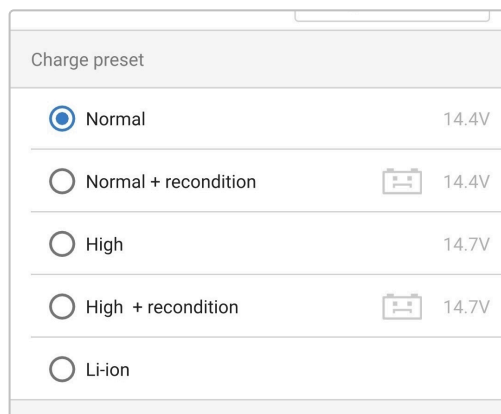 Charge preset
Normal 14.4V
Normal + recondition 14.4V
High 14.7V
High + recondition 14.7V
Li-ion